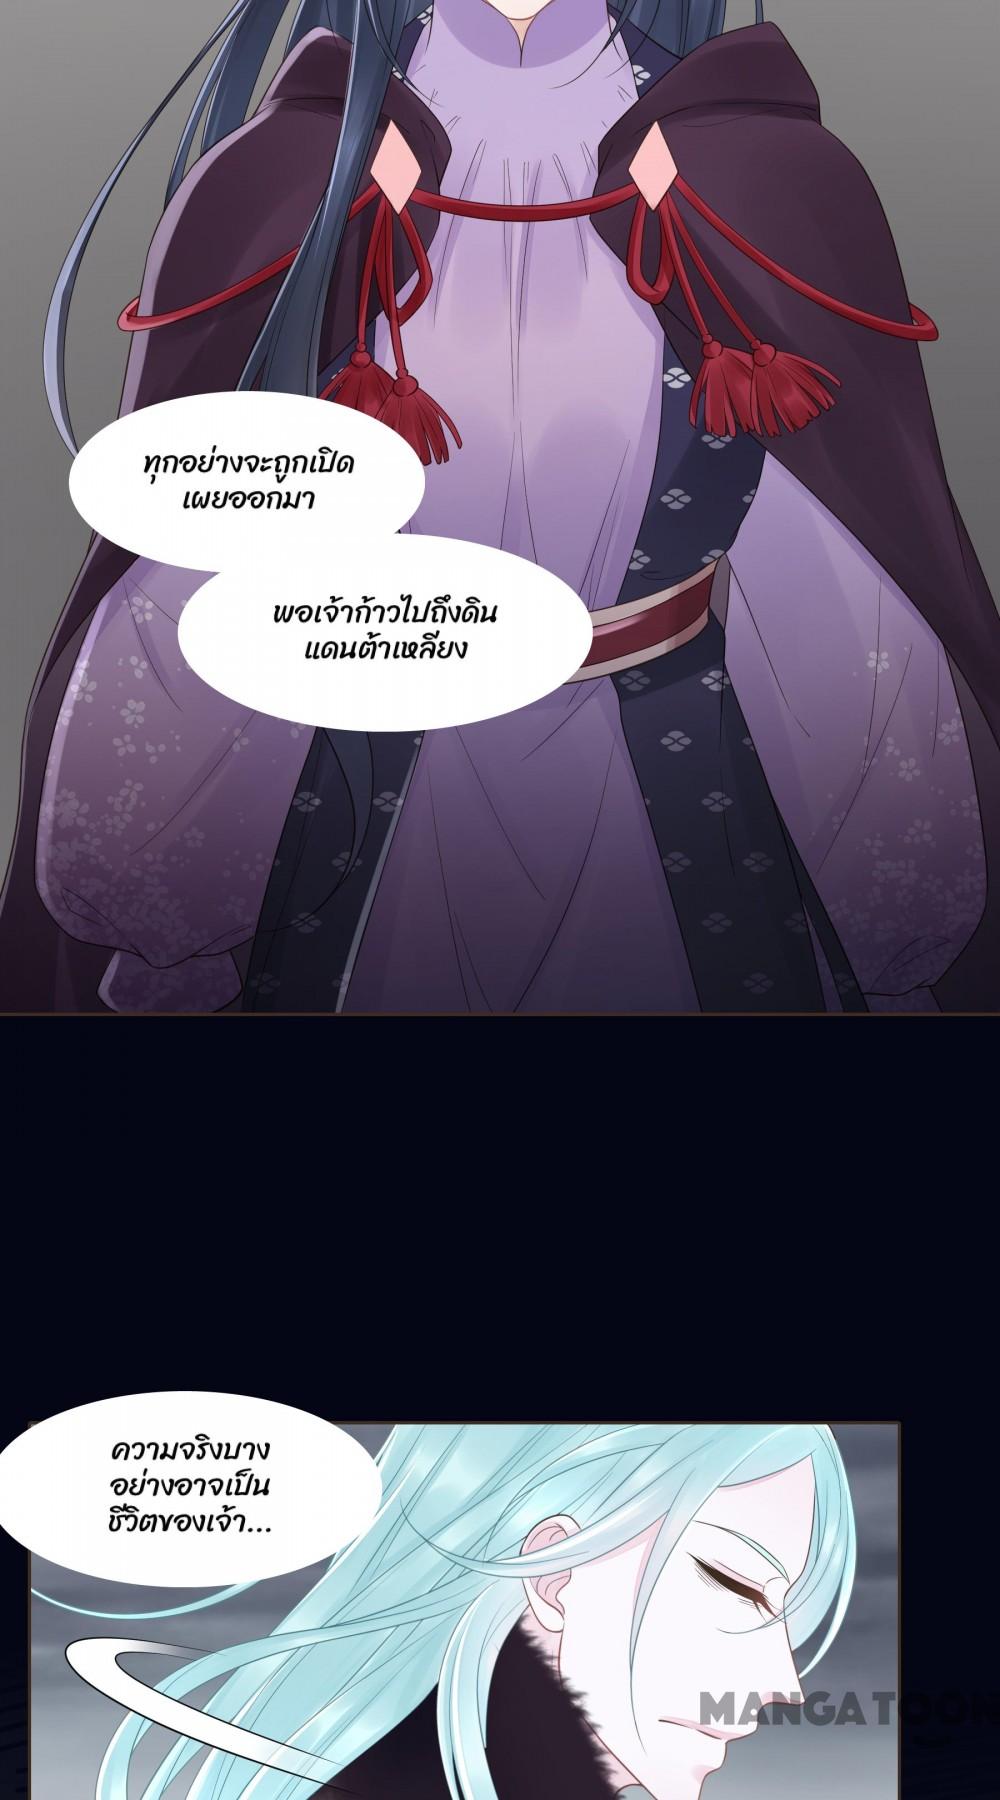 ทุกอย่างจะถูกเปิด
เผยออกมา
พอเจ้าก้าวไปถึงดิน
แดนต้าเหลียง
ความจริงบาง
อย่างอาจเป็น
ชีวิตของเจ้า...
MANGATOON